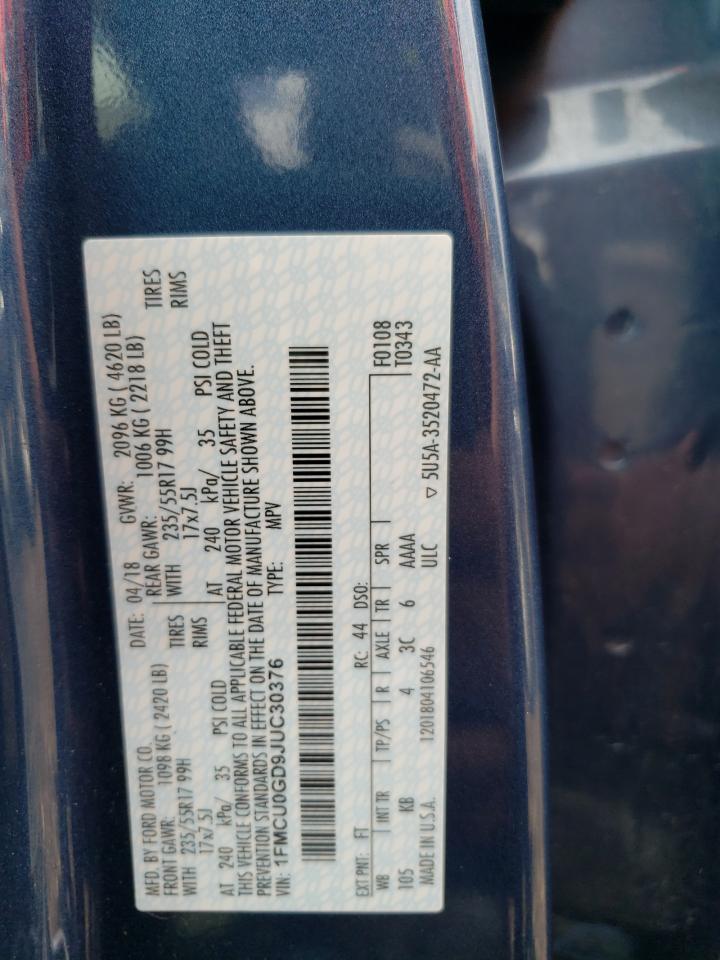 MFD. BY FORD MOTOR CO. DATE: 04/18 GVWR: 2096 KG ( 4620 LB)
FRONT GAWR: 1098 KG ( 2420 LB) REAR GAWR: 1006 KG ( 2218 LB)
WITH 235/55R17 99H TIRES WITH 235/55R17 99H TIRES
17x7.5J RIMS 17x7.5J RIMS
AT 240 kPa/ 35 PSI COLD AT 240 kPa/ 35 PSI COLD
THIS VEHICLE CONFORMS TO ALL APPLICABLE FEDERAL MOTOR VEHICLE SAFETY AND THEFT
PREVENTION STANDARDS IN EFFECT ON THE DATE OF MANUFACTURE SHOWN ABOVE.
VIN: 1FMCU0GD9JUC30376 TYPE: MPV
EXT PNT: FT RC: 44 DSO: F0108
WB INT TR TP/PS R AXLE TR SPR T0343
105 KB 4 3C 6 AAAA
MADE IN U.S.A. 1201804106546 ULC ▽ 5U5A-3520472-AA